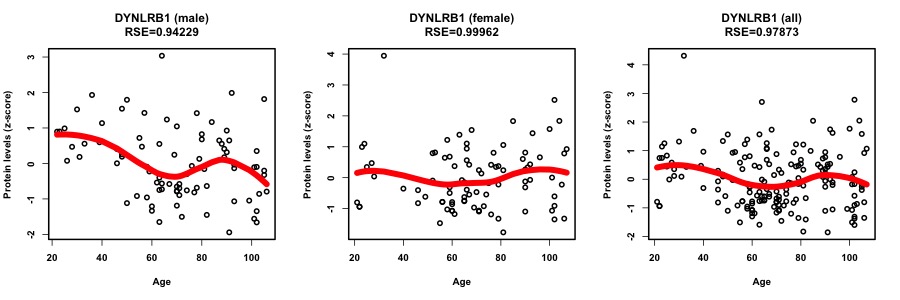 DYNLRB1 (male)
RSE=0.94229
Protein levels (z-score)
3
2
1
0
-1
-2
20 40 60 80 100
Age
DYNLRB1 (female)
RSE=0.99962
Protein levels (z-score)
4
3
2
1
0
-1
20 40 60 80 100
Age
DYNLRB1 (all)
RSE=0.97873
Protein levels (z-score)
4
3
2
1
0
-1
-2
20 40 60 80 100
Age